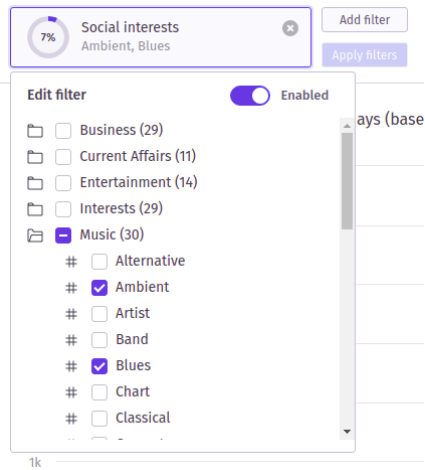 7%
Social interests
Ambient, Blues
Add filter
Apply filters
Edit filter
Enabled
ays (base
Business (29)
Current Affairs (11)
Entertainment (14)
Interests (29)
Music (30)
Alternative
Ambient
Artist
Band
Blues
Chart
Classical
1k